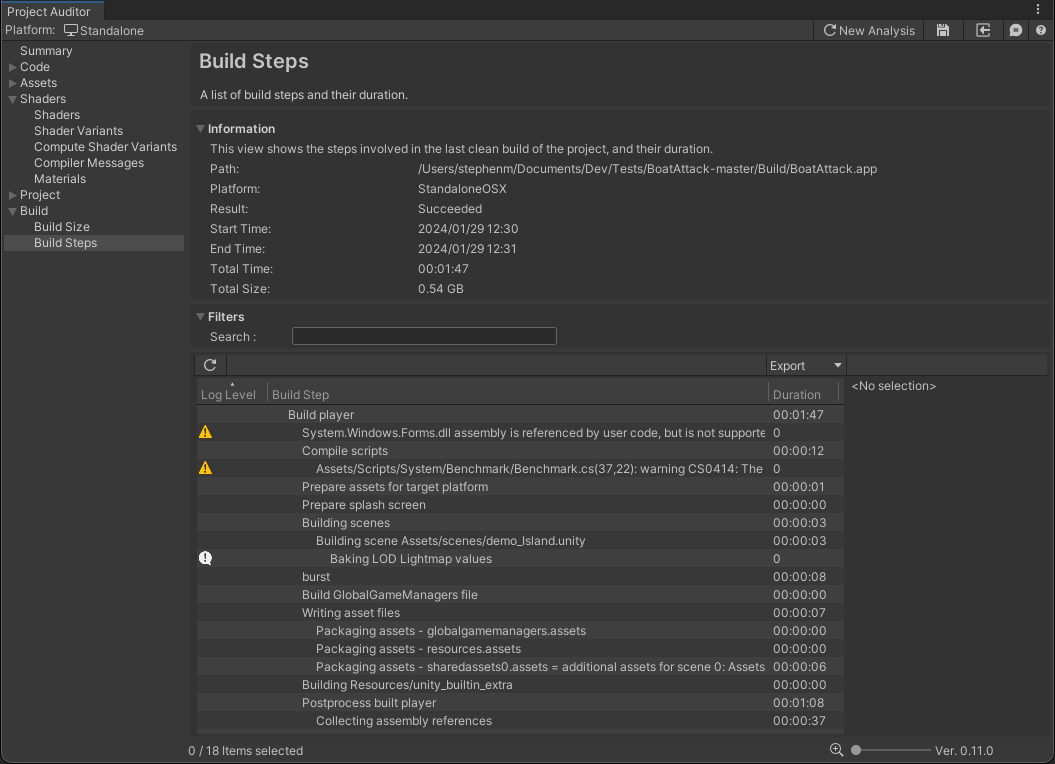 Project Auditor
Platform: Standalone
New Analysis
Summary
Code
Assets
Shaders
Shaders
Shader Variants
Compute Shader Variants
Compiler Messages
Materials
Project
Build
Build Size
Build Steps
Build Steps
A list of build steps and their duration.
Information
This view shows the steps involved in the last clean build of the project, and their duration.
Path: /Users/stephenm/Documents/Dev/Tests/BoatAttack-master/Build/BoatAttack.app
Platform: StandaloneOSX
Result: Succeeded
Start Time: 2024/01/29 12:30
End Time: 2024/01/29 12:31
Total Time: 00:01:47
Total Size: 0.54 GB
Filters
Search :
Export
<No selection>
Log Level Build Step Duration
Build player 00:01:47
System.Windows.Forms.dll assembly is referenced by user code, but is not supporte 0
Compile scripts 00:00:12
Assets/Scripts/System/Benchmark/Benchmark.cs(37,22): warning CS0414: The 0
Prepare assets for target platform 00:00:01
Prepare splash screen 00:00:00
Building scenes 00:00:03
Building scene Assets/scenes/demo_Island.unity 00:00:03
Baking LOD Lightmap values 0
burst 00:00:08
Build GlobalGameManagers file 00:00:00
Writing asset files 00:00:07
Packaging assets - globalgamemanagers.assets 00:00:00
Packaging assets - resources.assets 00:00:00
Packaging assets - sharedassets0.assets = additional assets for scene 0: Assets 00:00:06
Building Resources/unity_builtin_extra 00:00:00
Postprocess built player 00:01:08
Collecting assembly references 00:00:37
0 / 18 Items selected
Ver. 0.11.0